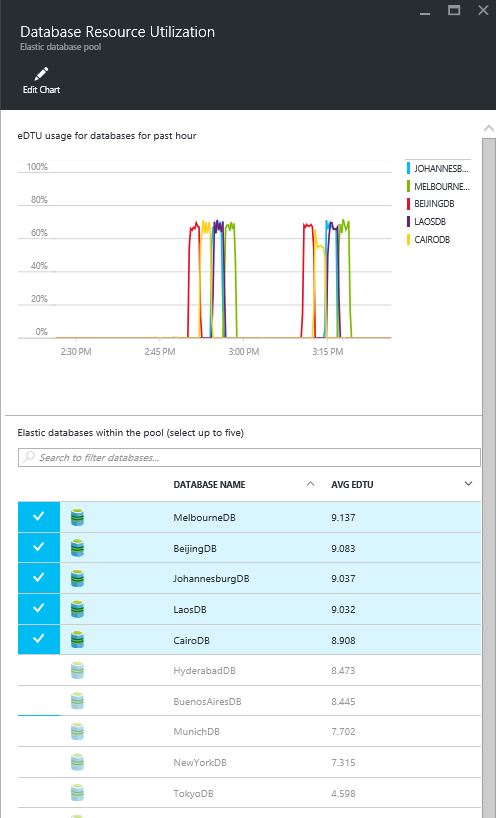 Database Resource Utilization
Elastic database pool
Edit Chart
eDTU usage for databases for past hour
100%
80%
60%
40%
20%
0%
2:30 PM 2:45 PM 3:00 PM 3:15 PM
JOHANNESB...
MELBOURNE...
BEIJINGDB
LAOSDB
CAIRODB
Elastic databases within the pool (select up to five)
Search to filter databases...
DATABASE NAME AVG EDTU
MelbourneDB 9.137
BeijingDB 9.083
JohannesburgDB 9.037
LaosDB 9.032
CairoDB 8.908
HyderabadDB 8.473
BuenosAiresDB 8.445
MunichDB 7.702
NewYorkDB 7.315
TokyoDB 4.598